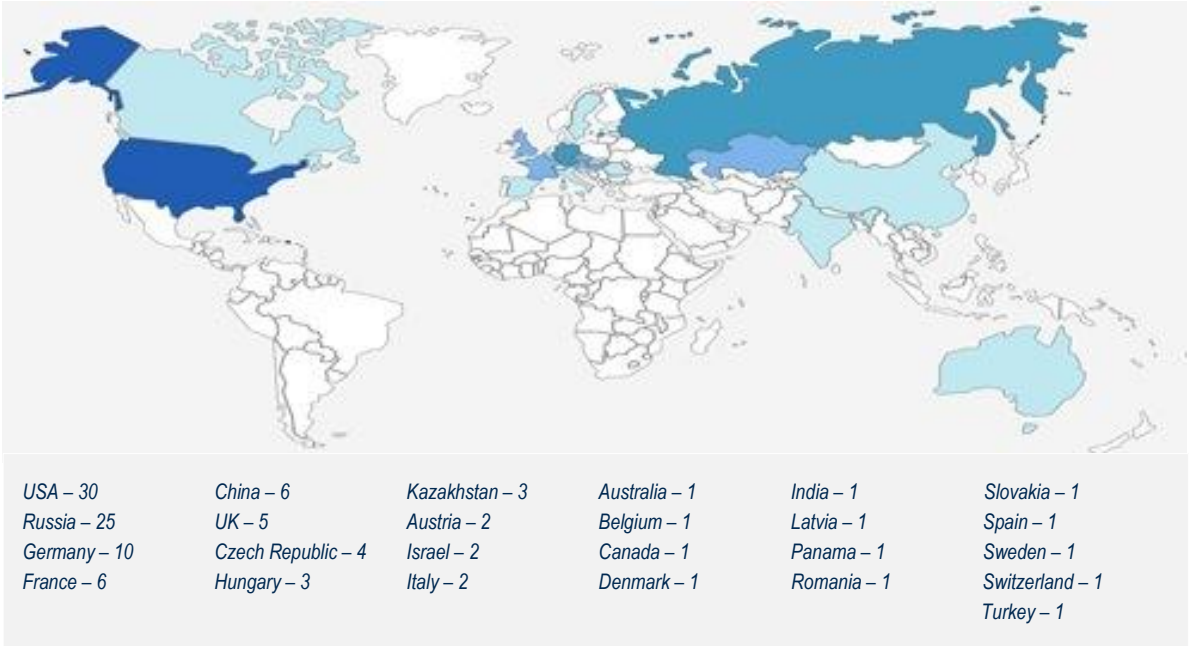 USA – 30
Russia – 25
Germany – 10
France – 6
China – 6
UK – 5
Czech Republic – 4
Hungary – 3
Kazakhstan – 3
Austria – 2
Israel – 2
Italy – 2
Australia – 1
Belgium – 1
Canada – 1
Denmark – 1
India – 1
Latvia – 1
Panama – 1
Romania – 1
Slovakia – 1
Spain – 1
Sweden – 1
Switzerland – 1
Turkey – 1